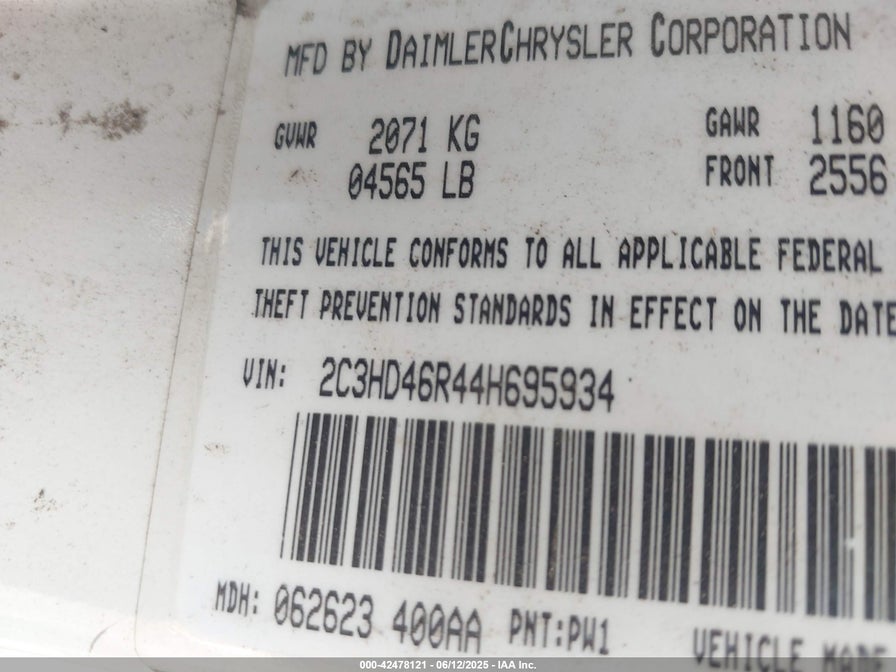 MFD BY DAIMLERCHRYSLER CORPORATION
GVWR 2071 KG GAWR 1160
04565 LB FRONT 2556
THIS VEHICLE CONFORMS TO ALL APPLICABLE FEDERAL
THEFT PREVENTION STANDARDS IN EFFECT ON THE DATE
VIN: 2C3HD46R44H695934
MDH: 062623 400AA PNT:PW1
VEHICLE MADE
000-42478121 - 06/12/2025 - IAA Inc.